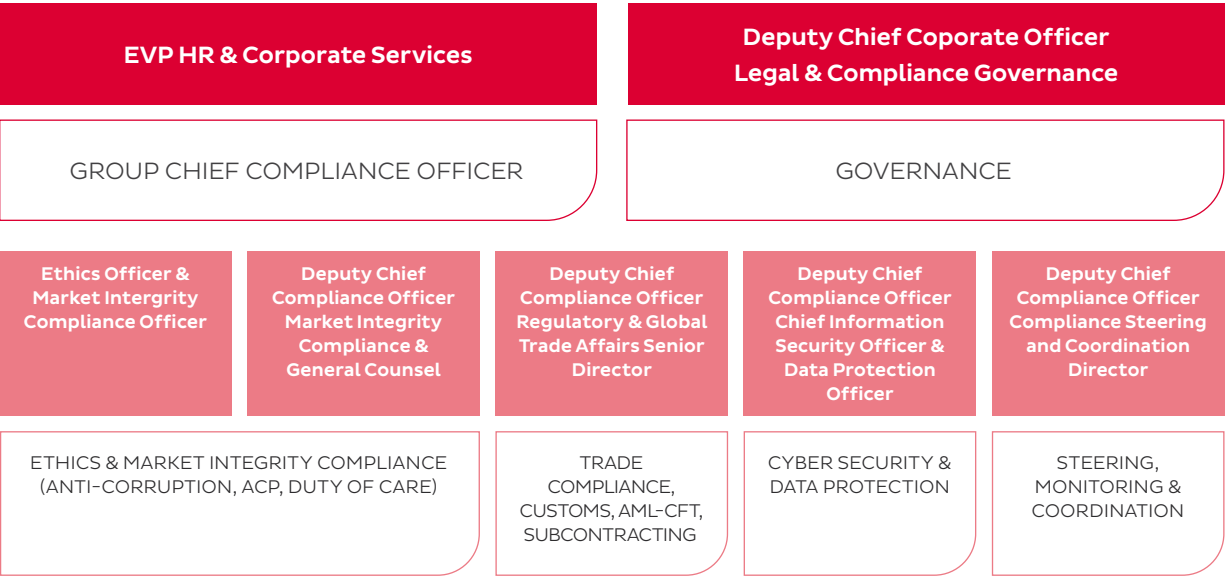 EVP HR & Corporate Services
Deputy Chief Coporate Officer
Legal & Compliance Governance
GROUP CHIEF COMPLIANCE OFFICER
GOVERNANCE
Ethics Officer &
Market Intergrity
Compliance Officer
Deputy Chief
Compliance Officer
Market Integrity
Compliance &
General Counsel
Deputy Chief
Compliance Officer
Regulatory & Global
Trade Affairs Senior
Director
Deputy Chief
Compliance Officer
Chief Information
Security Officer &
Data Protection
Officer
Deputy Chief
Compliance Officer
Compliance Steering
and Coordination
Director
ETHICS & MARKET INTEGRITY COMPLIANCE
(ANTI-CORRUPTION, ACP, DUTY OF CARE)
TRADE
COMPLIANCE,
CUSTOMS, AML-CFT,
SUBCONTRACTING
CYBER SECURITY &
DATA PROTECTION
STEERING,
MONITORING &
COORDINATION